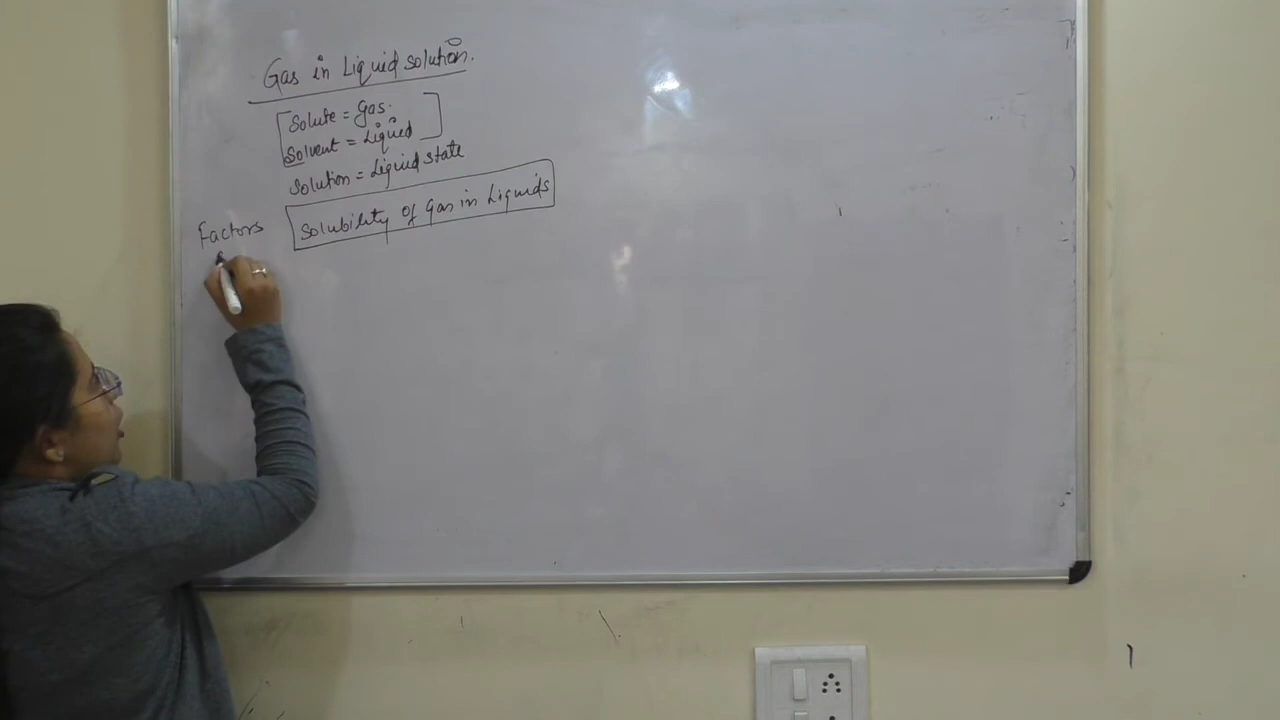 Gas in Liquid solution.
Solute = Gas.
Solvent = Liquid
Solution = Liquid state
Solubility of Gas in Liquids
Factors